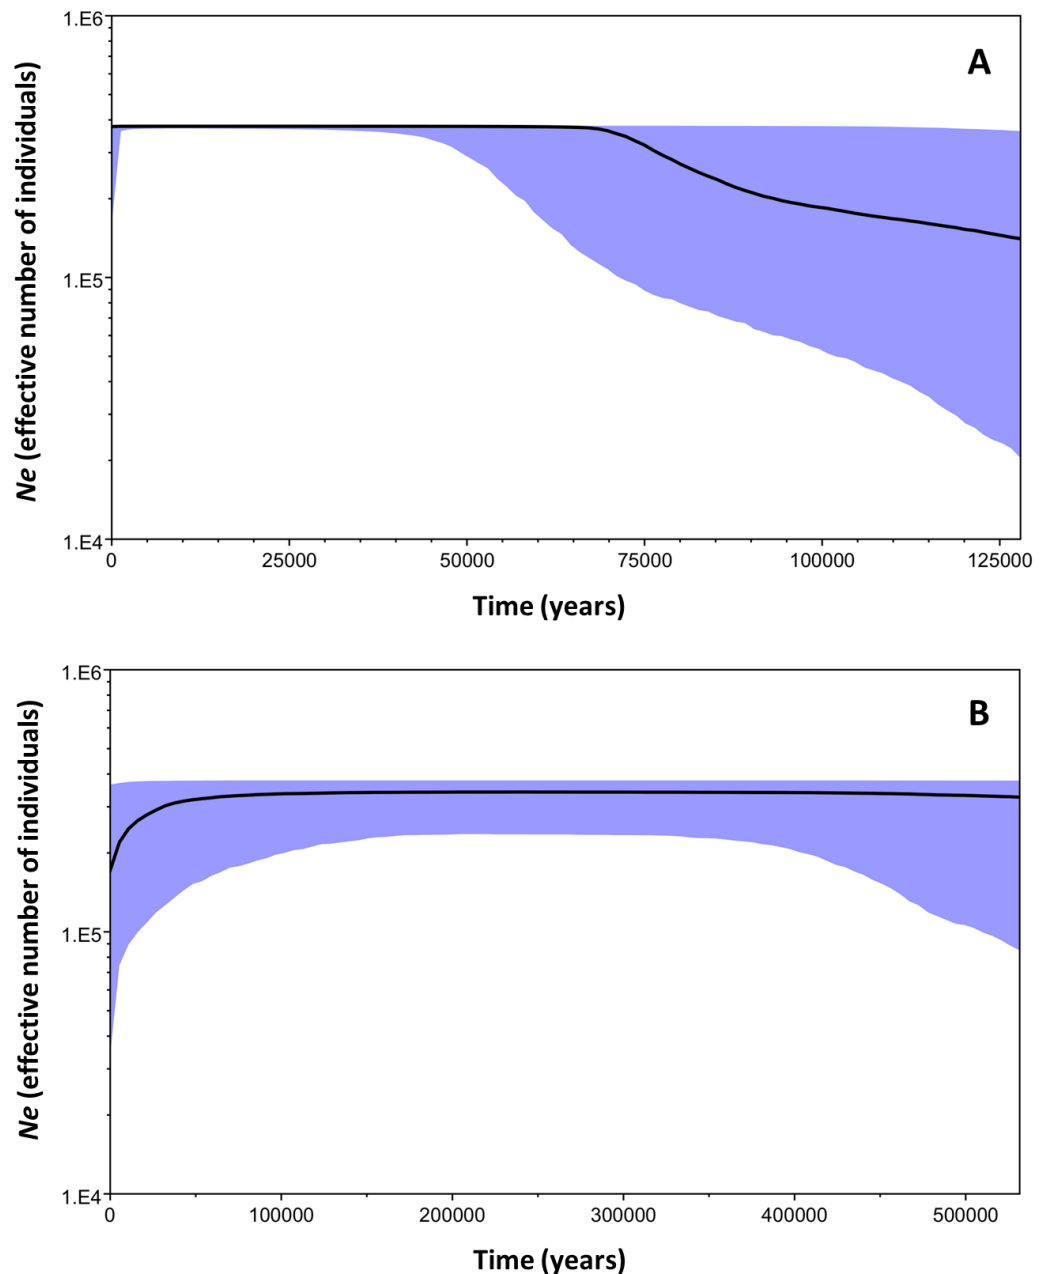 A
1.E6
1.E5
1.E4
Ne (effective number of individuals)
0 25000 50000 75000 100000 125000
Time (years)
B
1.E6
1.E5
1.E4
Ne (effective number of individuals)
0 100000 200000 300000 400000 500000
Time (years)